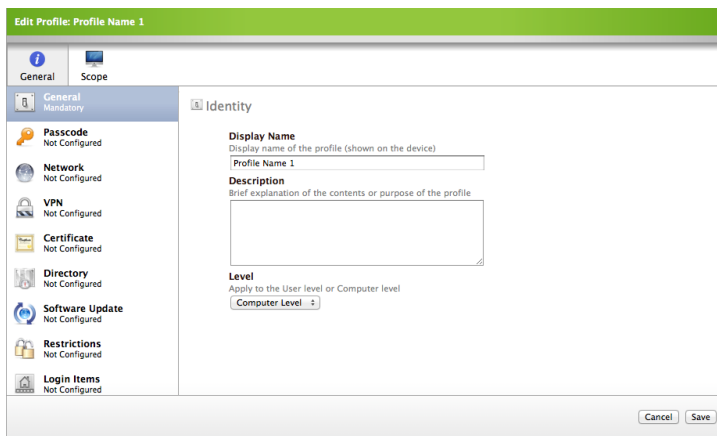 Edit Profile: Profile Name 1
General
Scope
General
Mandatory
Passcode
Not Configured
Network
Not Configured
VPN
Not Configured
Certificate
Not Configured
Directory
Not Configured
Software Update
Not Configured
Restrictions
Not Configured
Login Items
Not Configured
Identity
Display Name
Display name of the profile (shown on the device)
Profile Name 1
Description
Brief explanation of the contents or purpose of the profile
Level
Apply to the User level or Computer level
Computer Level
Cancel
Save